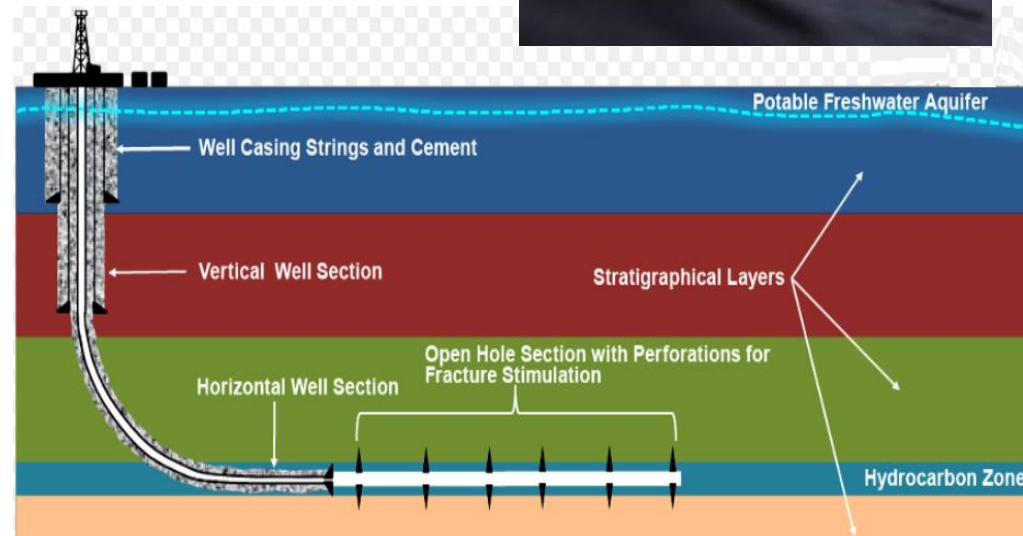 Potable Freshwater Aquifer
Well Casing Strings and Cement
Vertical Well Section
Stratigraphical Layers
Open Hole Section with Perforations for
Fracture Stimulation
Horizontal Well Section
Hydrocarbon Zone